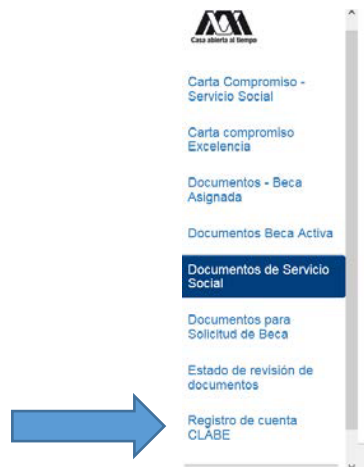 Casa abierta al tiempo
Carta Compromiso -
Servicio Social
Carta compromiso
Excelencia
Documentos - Beca
Asignada
Documentos Beca Activa
Documentos de Servicio
Social
Documentos para
Solicitud de Beca
Estado de revisión de
documentos
Registro de cuenta
CLABE